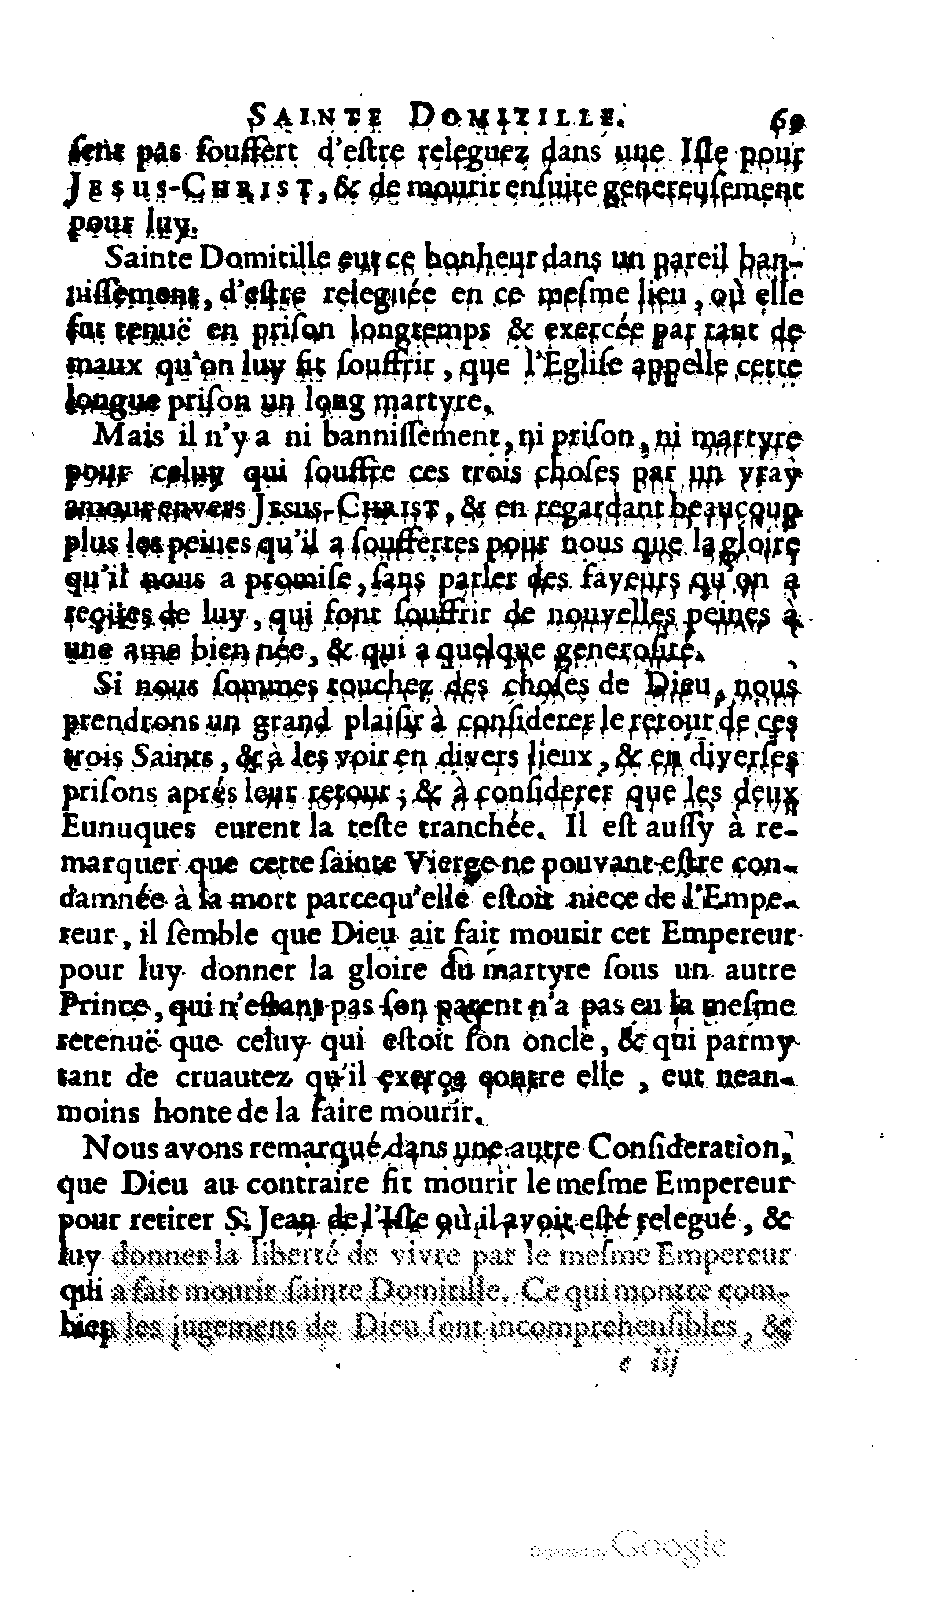 SAINTE DOMITILLE. 69
sent pas souffert d'estre releguez dans une Isle pour
JESUS-CHRIST, & de mourir ensuite genereusement
pour luy.
Sainte Domitille eut ce bonheur dans un pareil ban-
nissement, d'estre releguée en ce mesme lieu, où elle
fut tenuë en prison longtemps & exercée par tant de
maux qu'on luy fit souffrir, que l'Eglise appelle cette
longue prison un long martyre.
Mais il n'y a ni bannissement, ni prison, ni martyre
pour celuy qui souffre ces trois choses par un vray
amour envers JESUS-CHRIST, & en regardant beaucoup
plus les peines qu'il a souffertes pour nous que la gloire
qu'il nous a promise, sans parler des faveurs qu'on a
reçûes de luy, qui font souffrir de nouvelles peines à
une ame bien née, & qui a quelque generosité.
Si nous sommes touchez des choses de Dieu, nous
prendrons un grand plaisir à considerer le retour de ces
trois Saints, & à les voir en divers lieux, & en diverses
prisons aprés leur retour; & à considerer que les deux
Eunuques eurent la teste tranchée. Il est aussy à re-
marquer que cette sainte Vierge ne pouvant estre con-
damnée à la mort parcequ'elle estoit niece de l'Empe-
reur, il semble que Dieu ait fait mourir cet Empereur
pour luy donner la gloire du martyre sous un autre
Prince, qui n'estant pas son parent n'a pas eu la mesme
retenuë que celuy qui estoit son oncle, & qui parmy
tant de cruautez qu'il exerça contre elle, eut nean-
moins honte de la faire mourir.
Nous avons remarqué dans une autre Consideration,
que Dieu au contraire fit mourir le mesme Empereur
pour retirer S. Jean de l'Isle où il avoit esté relegué, &
luy donner la liberté de vivre par le mesme Empereur
qui a fait mourir sainte Domitille. Ce qui montre com-
bien les jugemens de Dieu sont incomprehensibles, &
e iij
Google